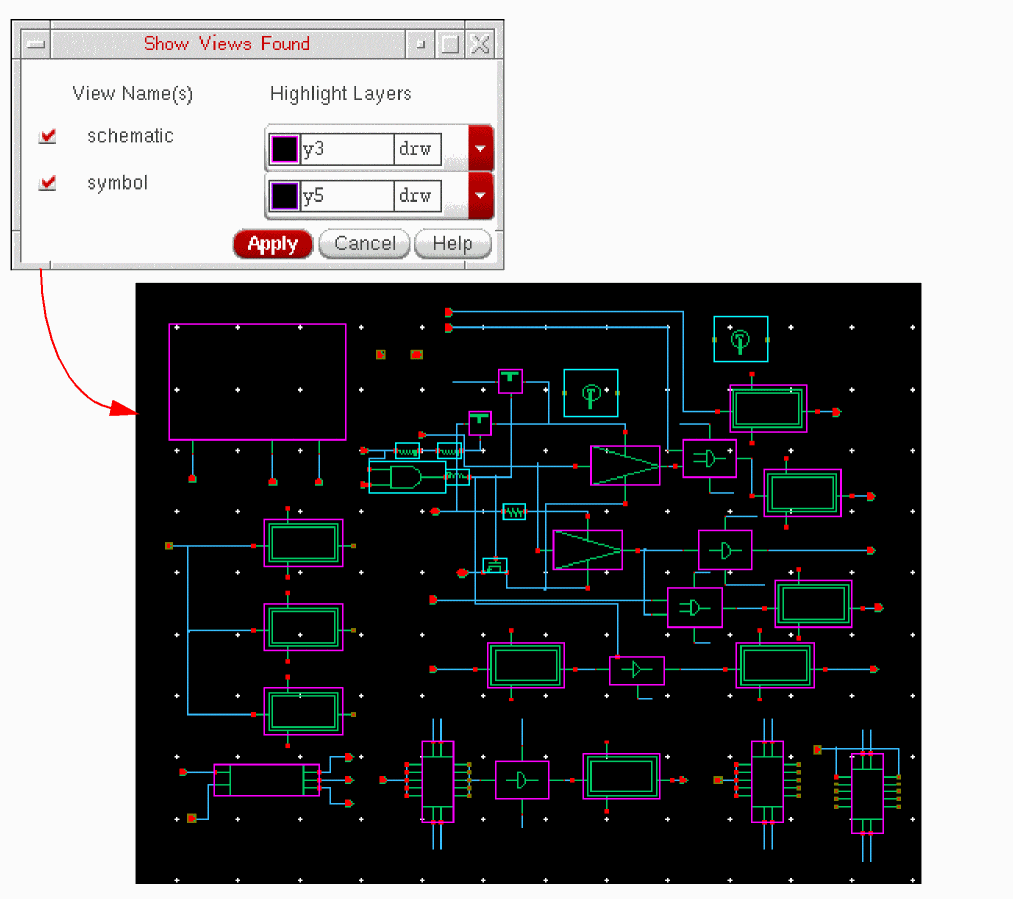 Show Views Found
View Name(s) Highlight Layers
schematic y3 drw
symbol y5 drw
Apply Cancel Help